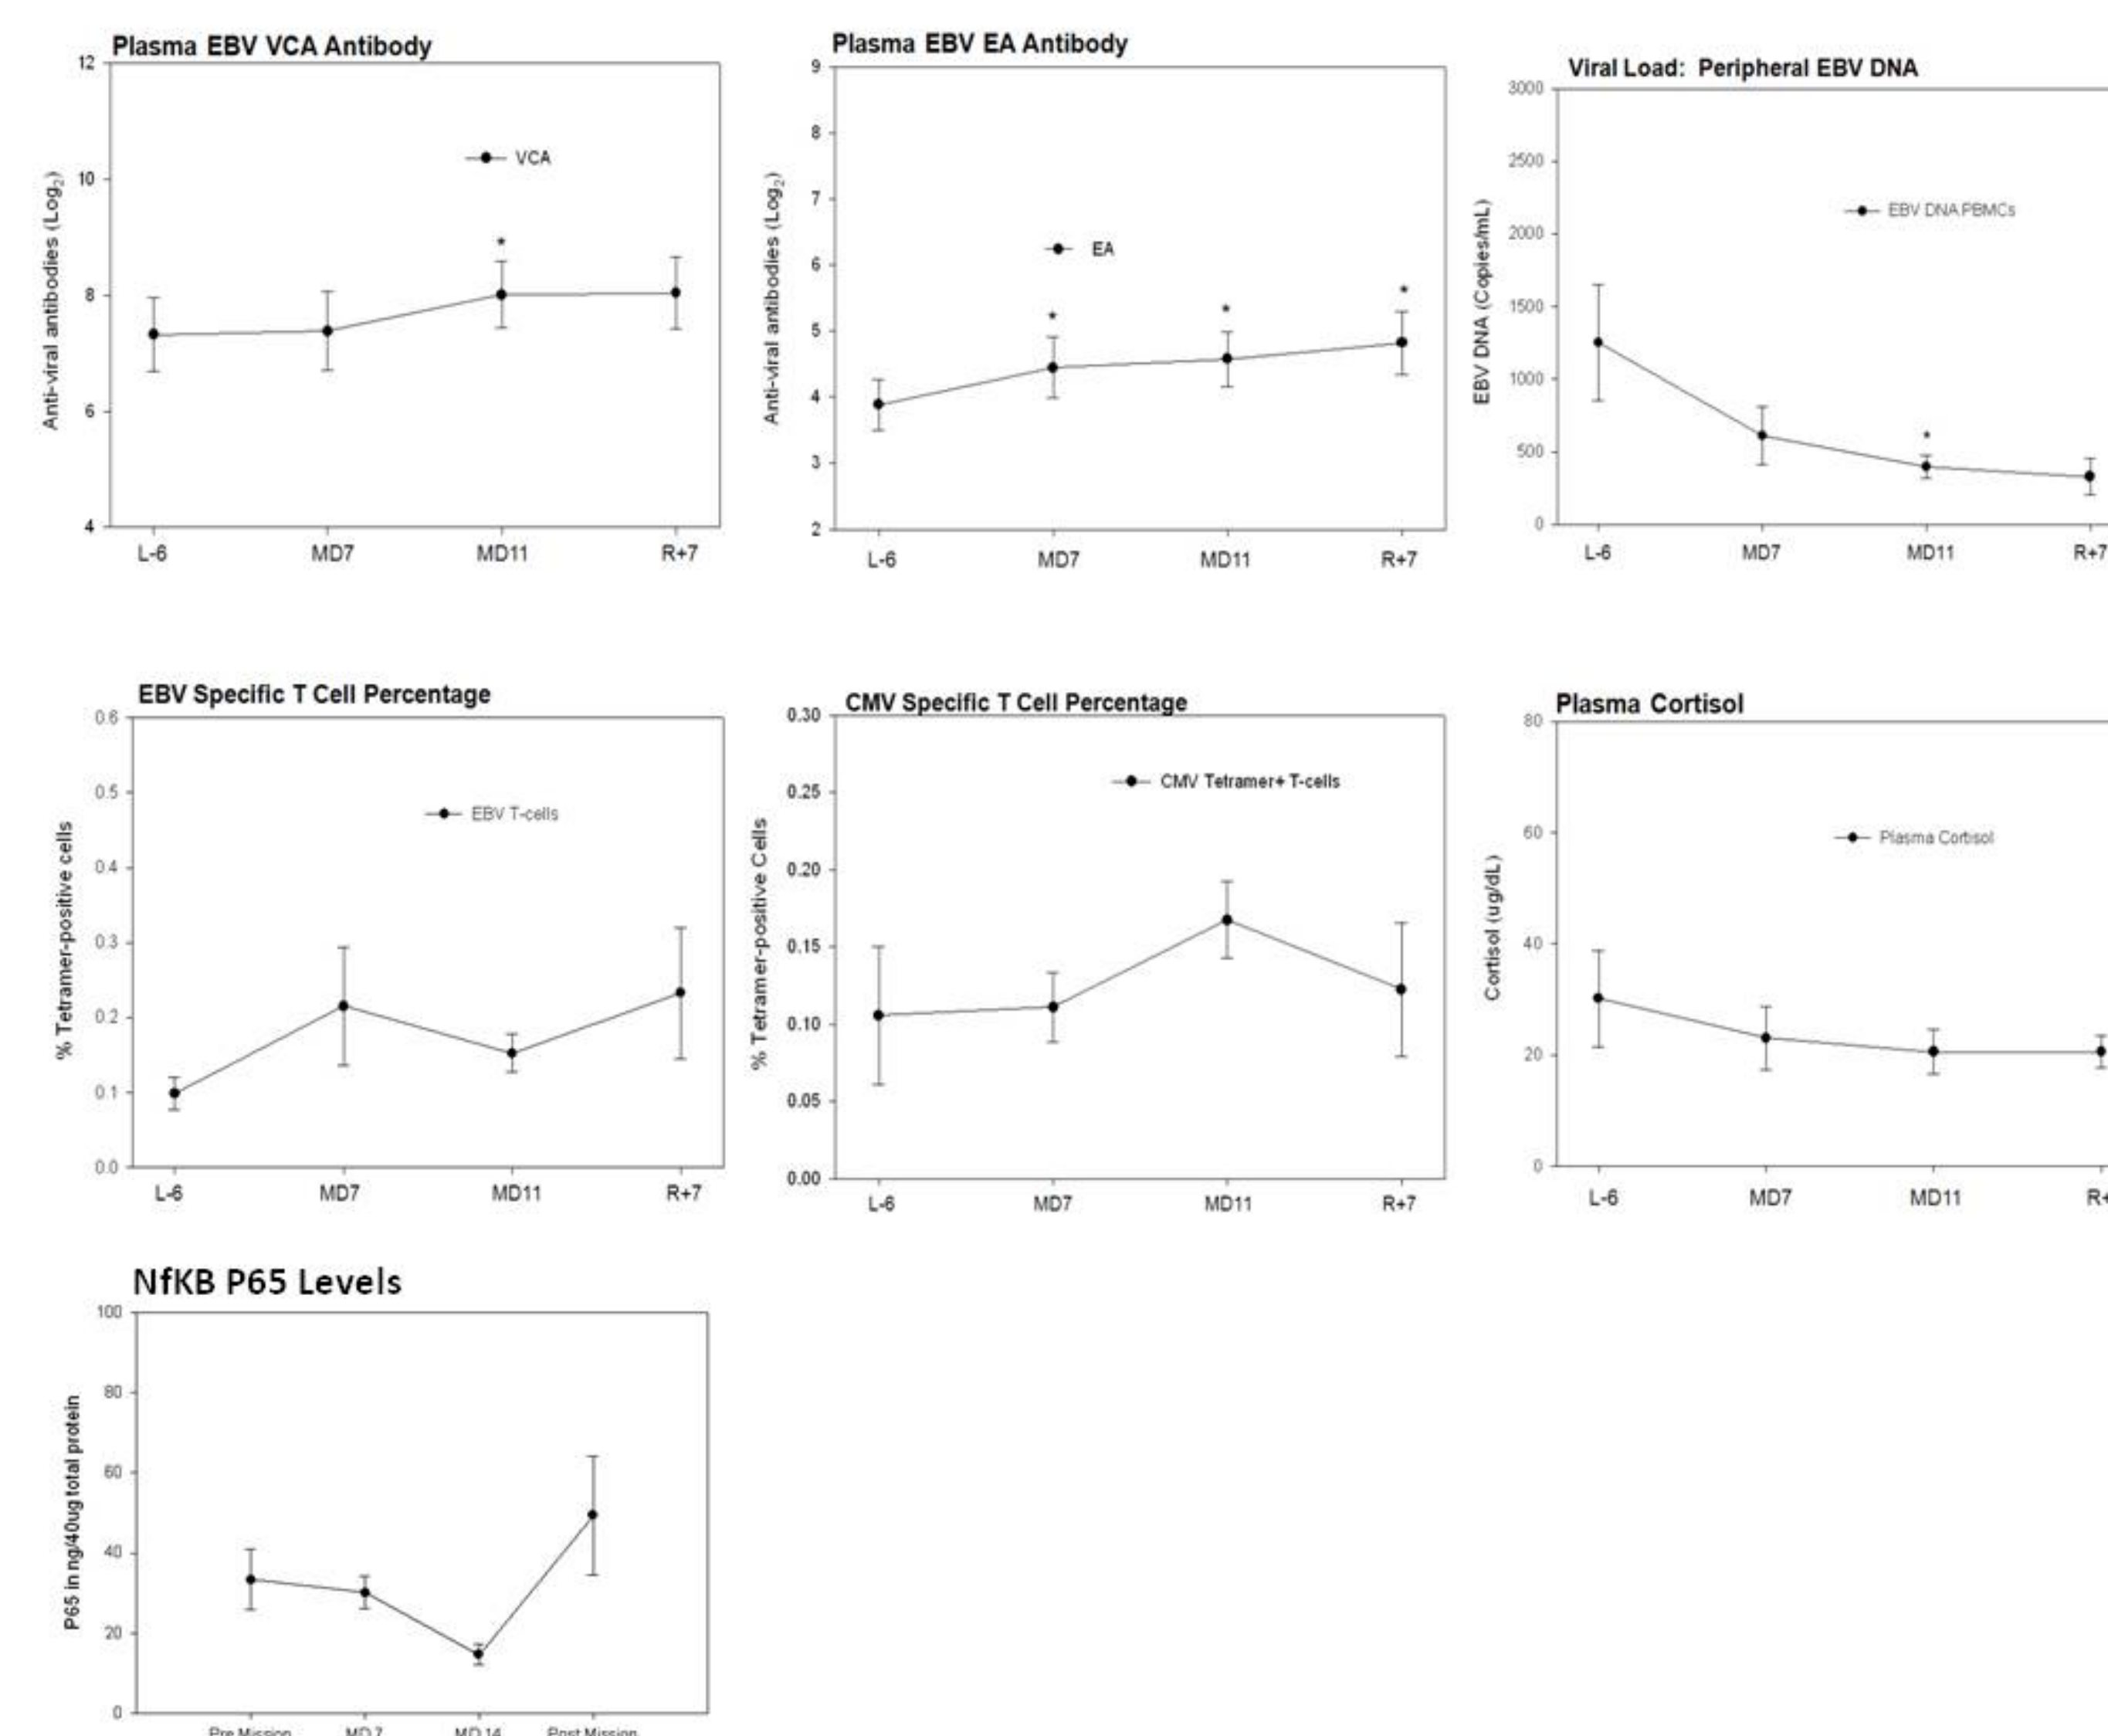 Plasma EBV VCA Antibody
12
10
8
6
4
Anti-viral antibodies (Log₂)
VCA
*
L-6 MD7 MD11 R+7
Plasma EBV EA Antibody
9
8
7
6
5
4
3
2
Anti-viral antibodies (Log₂)
EA
* * *
L-6 MD7 MD11 R+7
Viral Load: Peripheral EBV DNA
3000
2500
2000
1500
1000
500
0
EBV DNA (Copies/mL)
EBV DNA PBMCs
*
L-6 MD7 MD11 R+7
EBV Specific T Cell Percentage
0.6
0.5
0.4
0.3
0.2
0.1
0.0
% Tetramer-positive cells
EBV T-cells
L-6 MD7 MD11 R+7
CMV Specific T Cell Percentage
0.30
0.25
0.20
0.15
0.10
0.05
0.00
% Tetramer-positive Cells
CMV Tetramer+ T-cells
L-6 MD7 MD11 R+7
Plasma Cortisol
80
60
40
20
0
Cortisol (ug/dL)
Plasma Cortisol
L-6 MD7 MD11 R+
NfKB P65 Levels
100
80
60
40
20
0
P65 in ng/40ug total protein
Pre Mission MD 7 MD 14 Post Mission